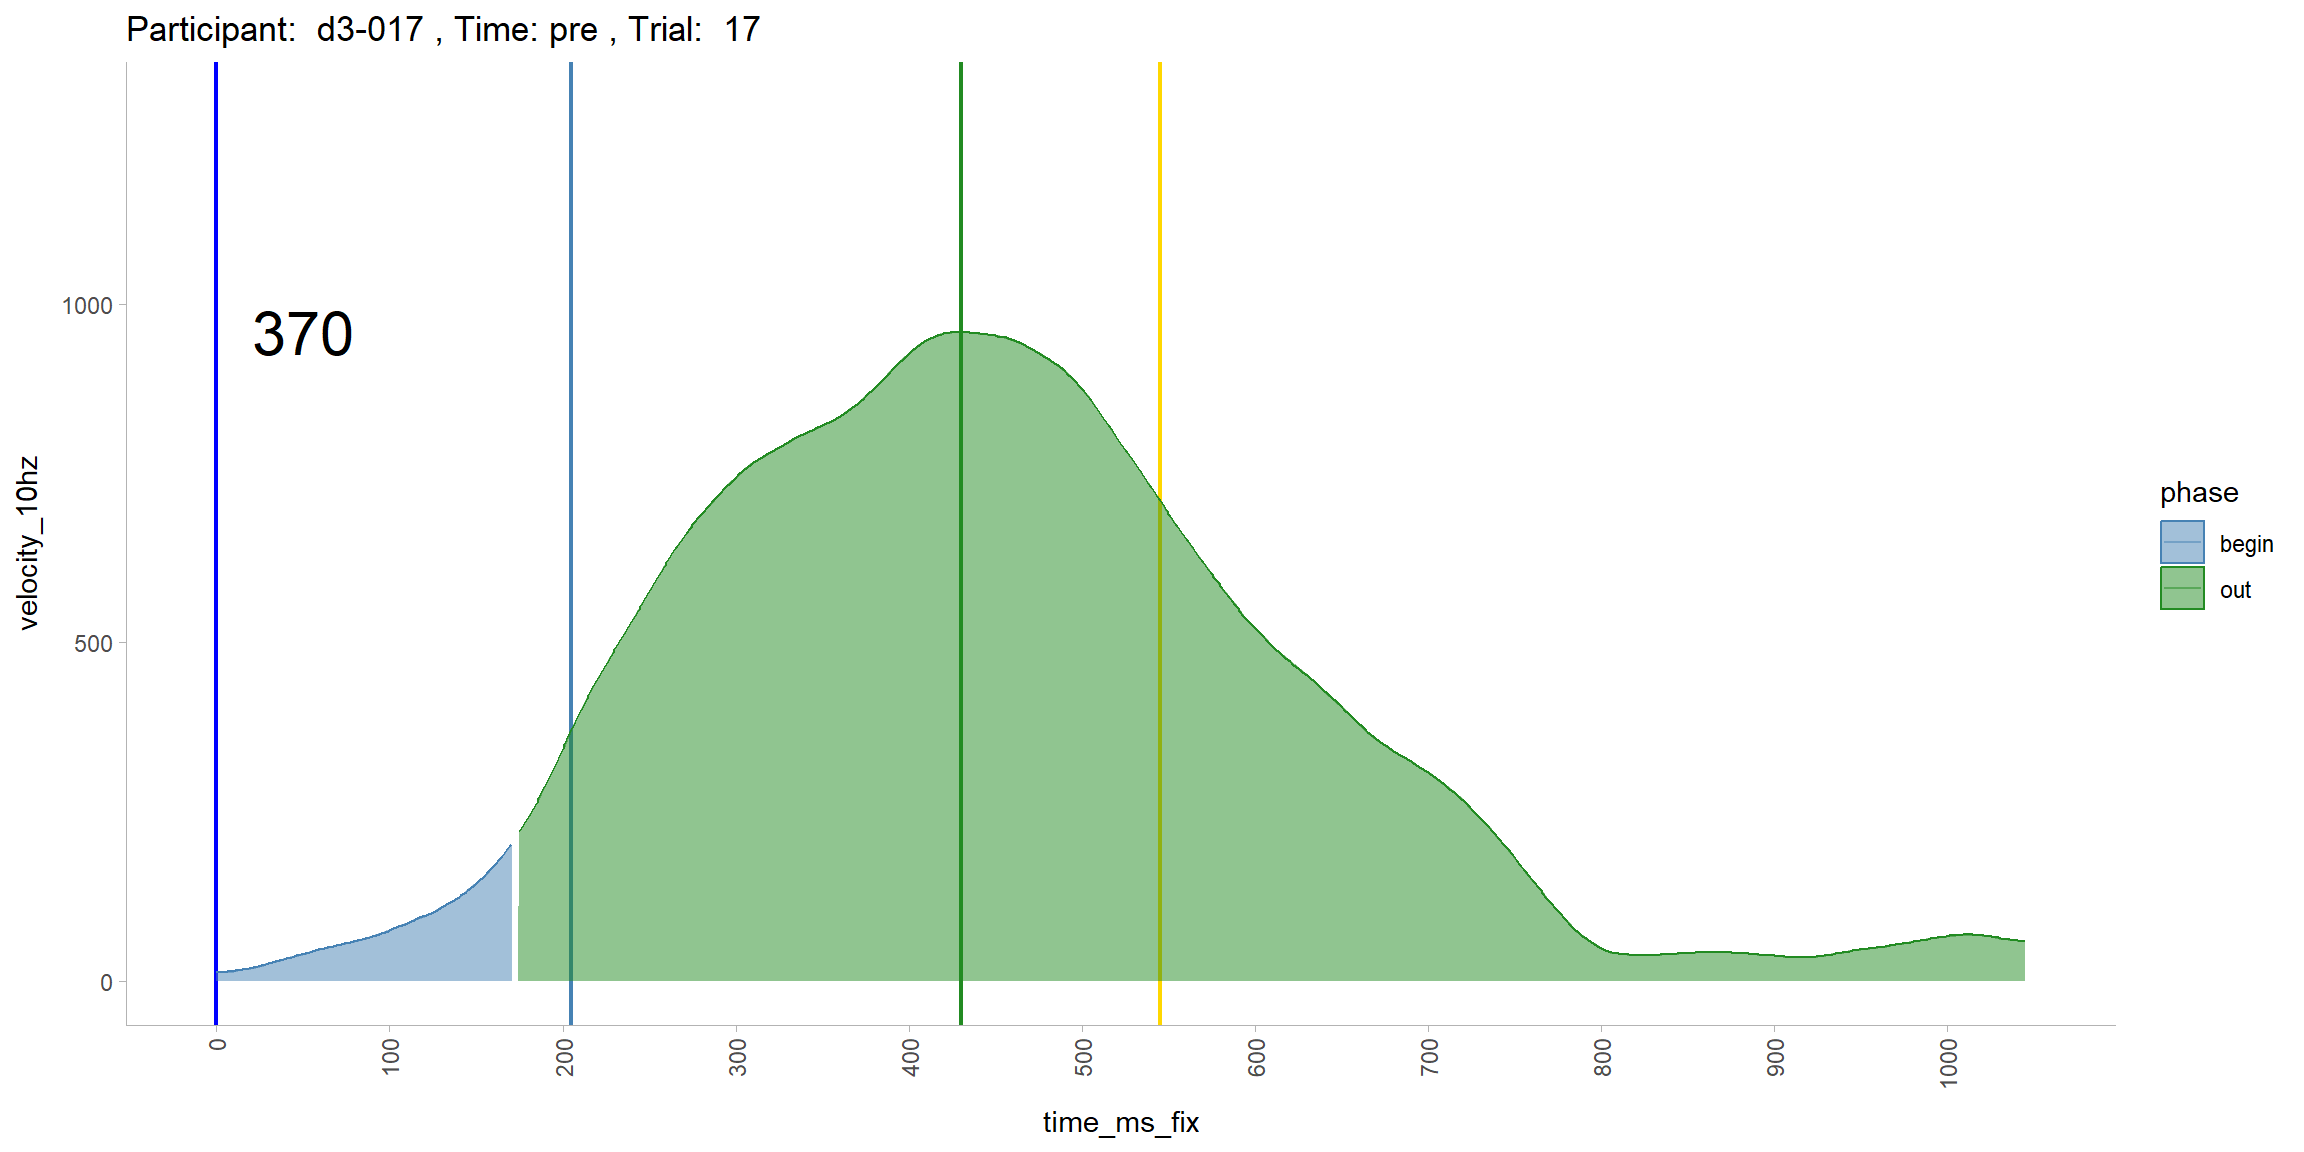 Participant:  d3-017 , Time: pre , Trial:  17
1000
370
500
0
velocity_10hz
0 100 200 300 400 500 600 700 800 900 1000
time_ms_fix
phase
begin
out